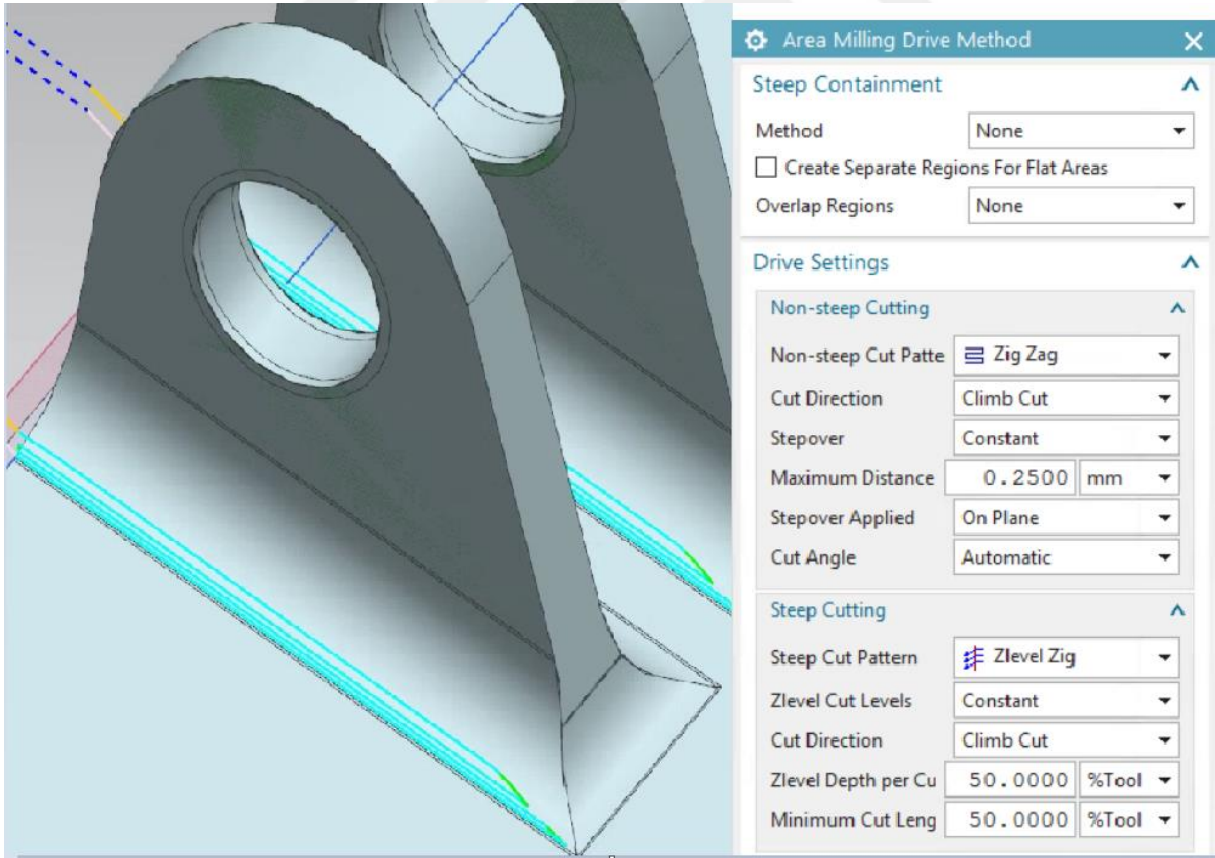 Area Milling Drive Method
Steep Containment
Method None
Create Separate Regions For Flat Areas
Overlap Regions None
Drive Settings
Non-steep Cutting
Non-steep Cut Patte Zig Zag
Cut Direction Climb Cut
Stepover Constant
Maximum Distance 0.2500 mm
Stepover Applied On Plane
Cut Angle Automatic
Steep Cutting
Steep Cut Pattern Zlevel Zig
Zlevel Cut Levels Constant
Cut Direction Climb Cut
Zlevel Depth per Cu 50.0000 %Tool
Minimum Cut Leng 50.0000 %Tool